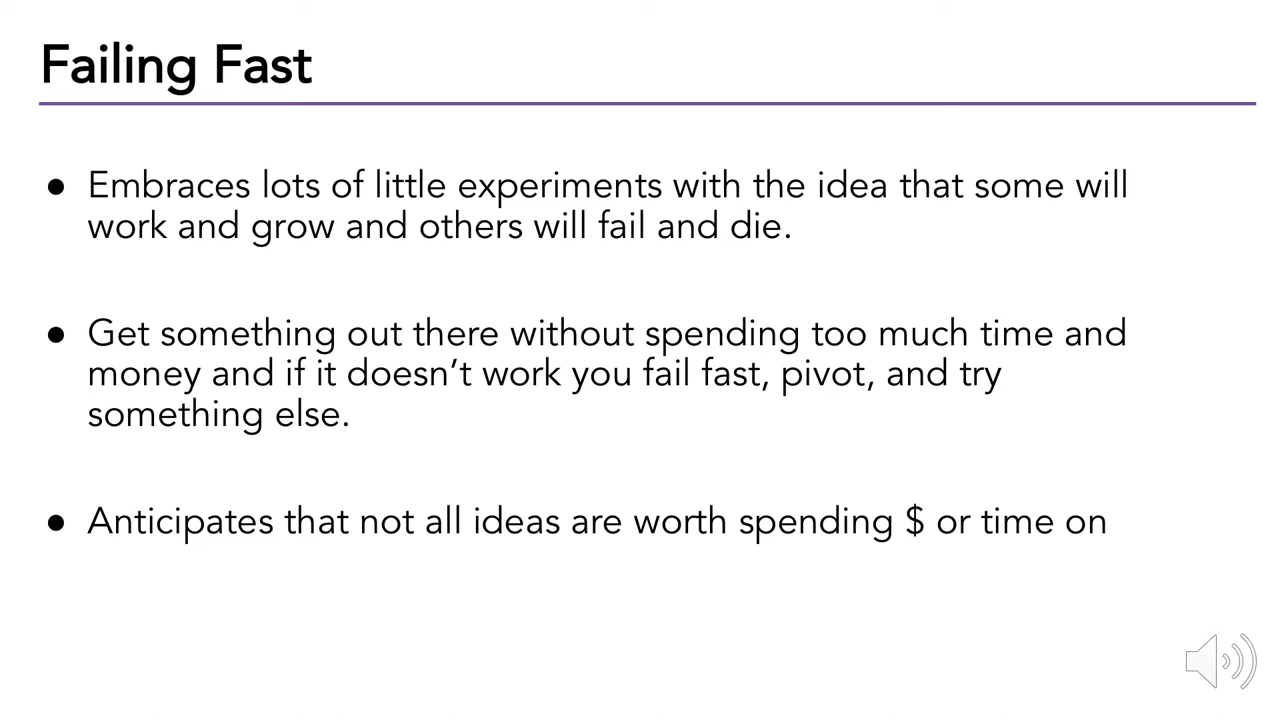 Failing Fast
● Embraces lots of little experiments with the idea that some will
work and grow and others will fail and die.
● Get something out there without spending too much time and
money and if it doesn’t work you fail fast, pivot, and try
something else.
● Anticipates that not all ideas are worth spending $ or time on